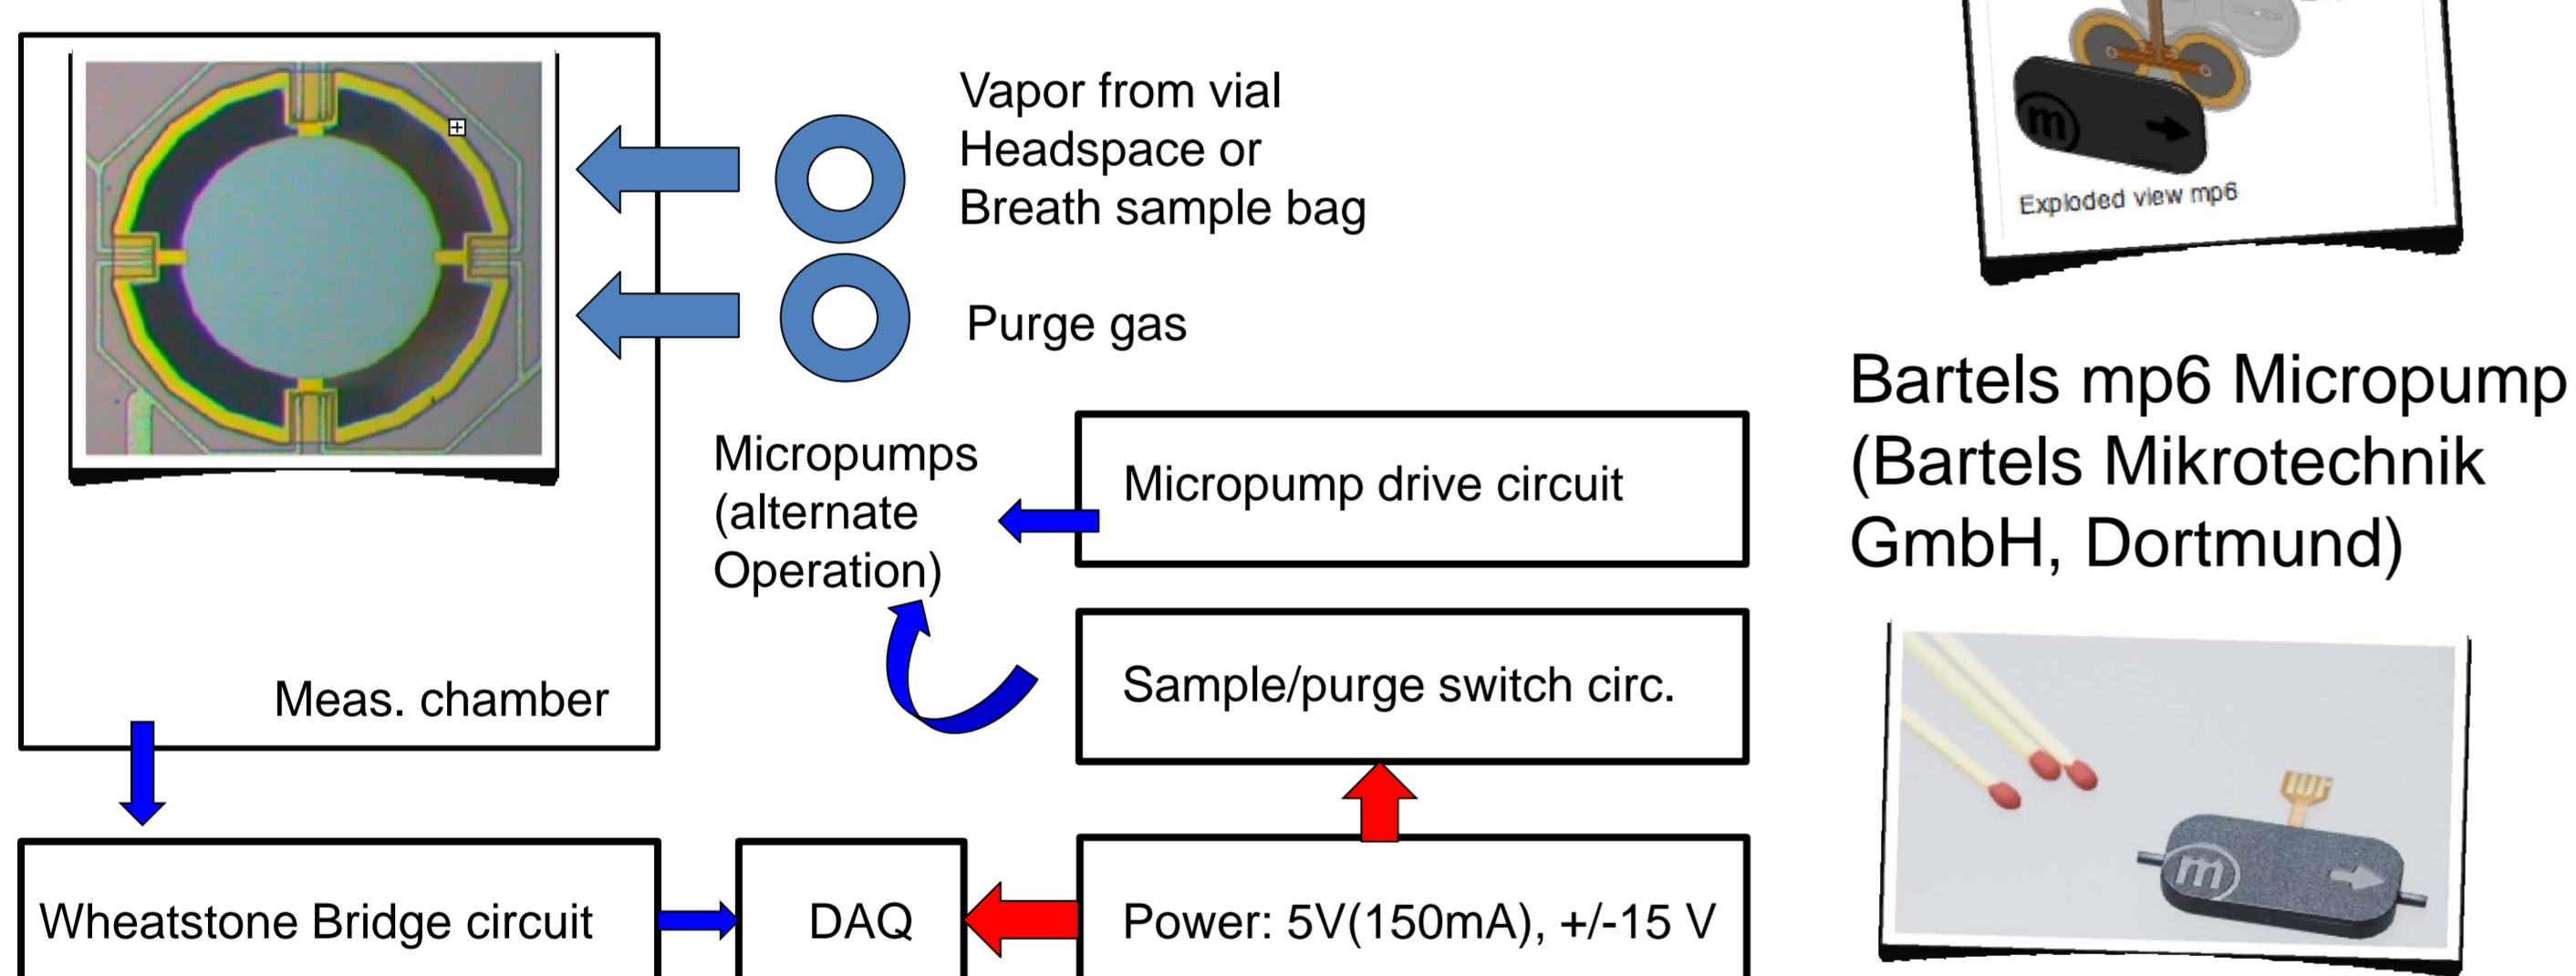 Vapor from vial
Headspace or
Breath sample bag
Purge gas
Micropumps
(alternate
Operation)
Micropump drive circuit
Sample/purge switch circ.
Meas. chamber
Wheatstone Bridge circuit
DAQ
Power: 5V(150mA), +/-15 V
m
Exploded view mp6
Bartels mp6 Micropump
(Bartels Mikrotechnik
GmbH, Dortmund)
m